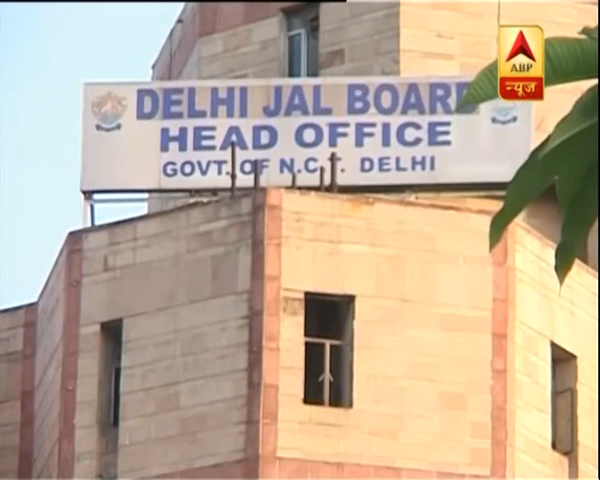 ABP
न्यूज़
DELHI JAL BOARD
HEAD OFFICE
GOVT. OF N.C.T. DELHI